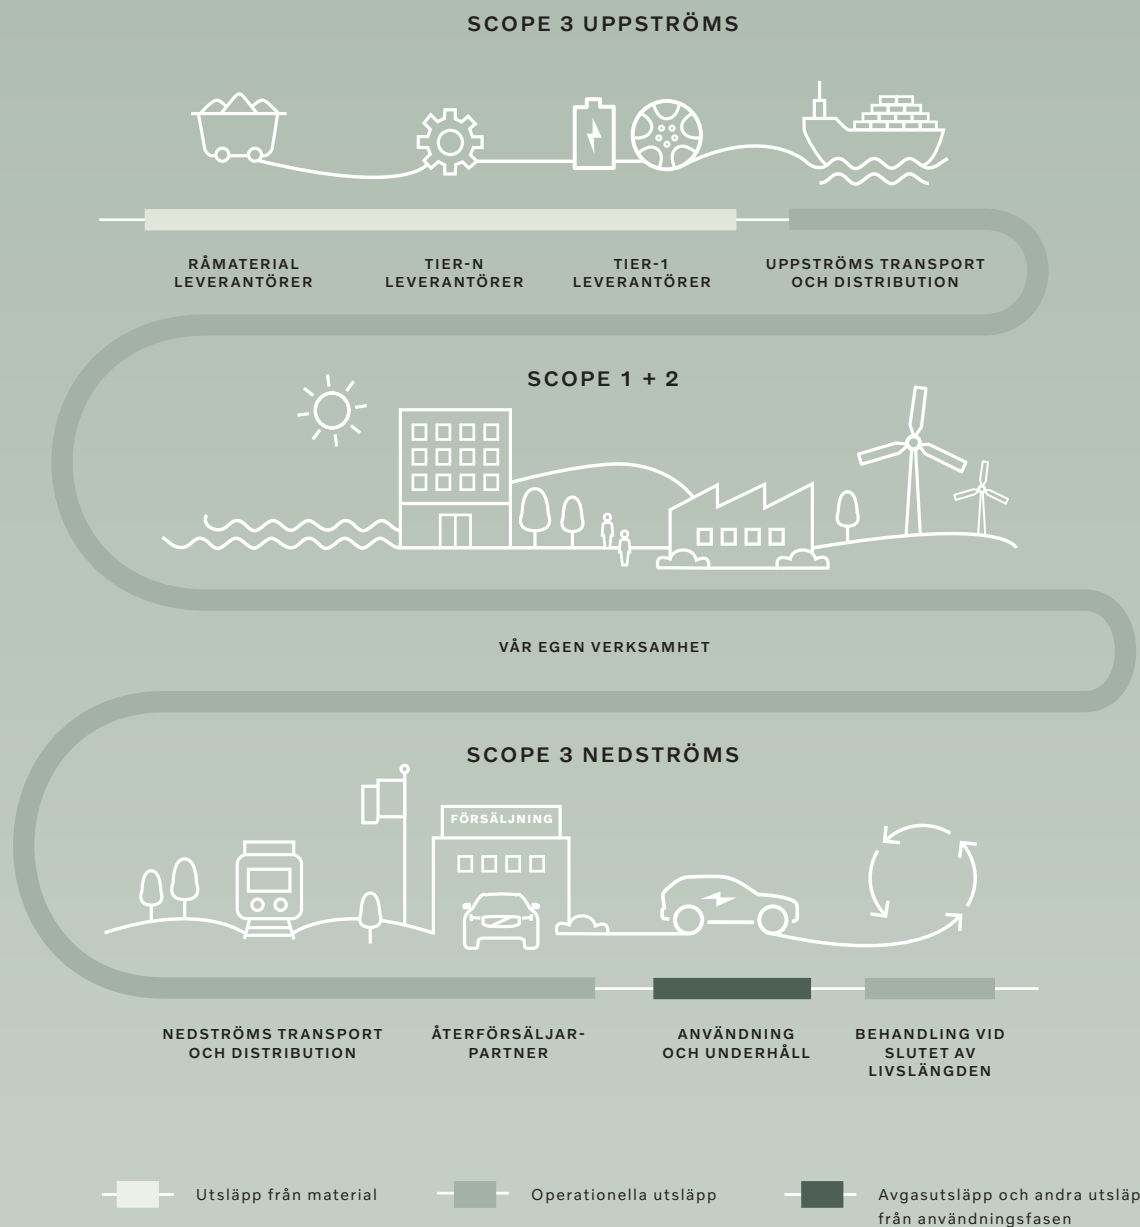 SCOPE 3 UPPSTRÖMS
RÅMATERIAL
LEVERANTÖRER
TIER-N
LEVERANTÖRER
TIER-1
LEVERANTÖRER
UPPSTRÖMS TRANSPORT
OCH DISTRIBUTION
SCOPE 1 + 2
VÅR EGEN VERKSAMHET
SCOPE 3 NEDSTRÖMS
FÖRSÄLJNING
NEDSTRÖMS TRANSPORT
OCH DISTRIBUTION
ÅTERFÖRSÄLJAR-
PARTNER
ANVÄNDNING
OCH UNDERHÅLL
BEHANDLING VID
SLUTET AV
LIVSLÄNGDEN
Utsläpp från material
Operationella utsläpp
Avgasutsläpp och andra utsläp
från användningsfasen